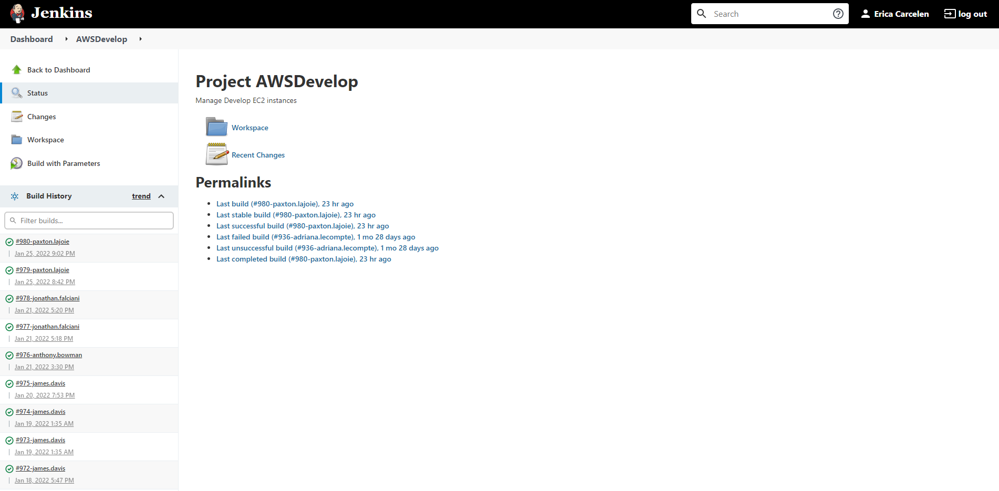 Jenkins
Search
Erica Carcelen
log out
Dashboard
AWSDevelop
Back to Dashboard
Status
Changes
Workspace
Build with Parameters
Build History
trend
Filter builds...
#980-paxton.lajoie
Jan 25, 2022 9:02 PM
#979-paxton.lajoie
Jan 25, 2022 8:42 PM
#978-jonathan.falciani
Jan 21, 2022 5:20 PM
#977-jonathan.falciani
Jan 21, 2022 5:18 PM
#976-anthony.bowman
Jan 21, 2022 3:30 PM
#975-james.davis
Jan 20, 2022 7:53 PM
#974-james.davis
Jan 19, 2022 1:35 AM
#973-james.davis
Jan 19, 2022 1:35 AM
#972-james.davis
Jan 18, 2022 5:47 PM
Project AWSDevelop
Manage Develop EC2 instances
Workspace
Recent Changes
Permalinks
Last build (#980-paxton.lajoie), 23 hr ago
Last stable build (#980-paxton.lajoie), 23 hr ago
Last successful build (#980-paxton.lajoie), 23 hr ago
Last failed build (#936-adriana.lecompte), 1 mo 28 days ago
Last unsuccessful build (#936-adriana.lecompte), 1 mo 28 days ago
Last completed build (#980-paxton.lajoie), 23 hr ago